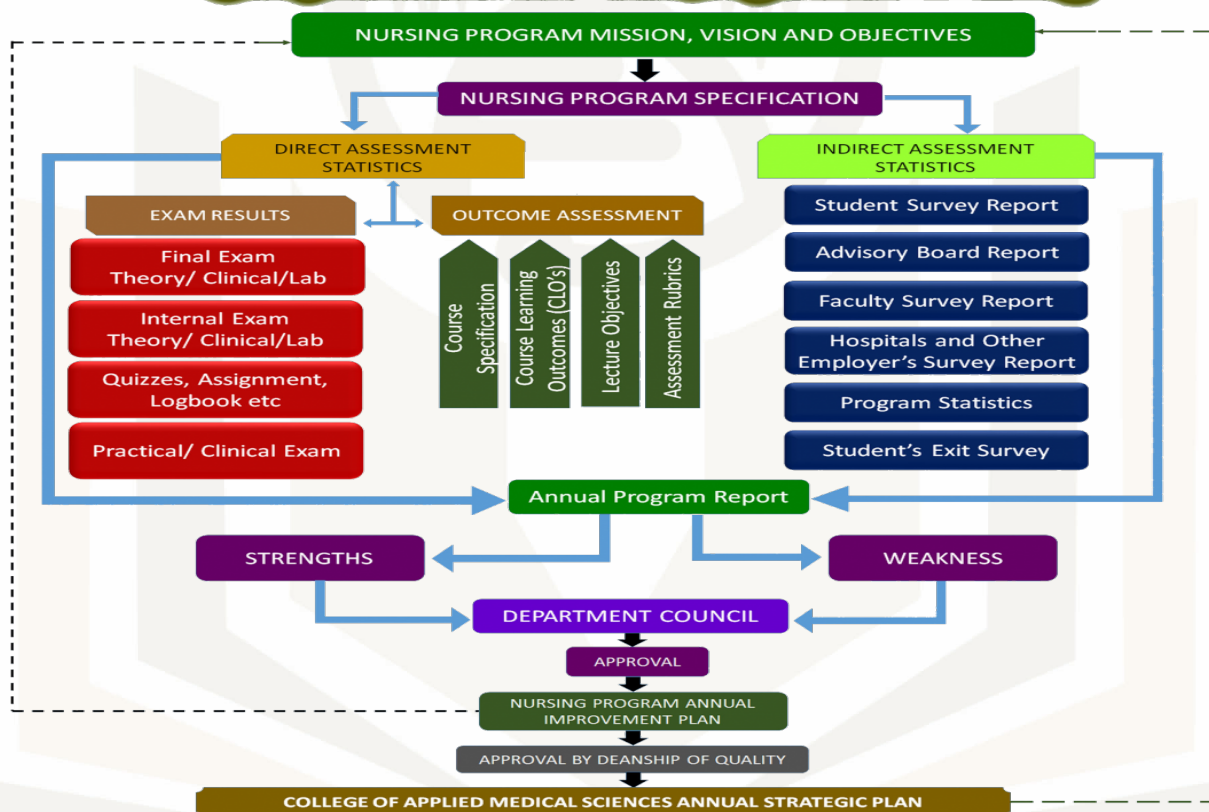 NURSING PROGRAM MISSION, VISION AND OBJECTIVES
NURSING PROGRAM SPECIFICATION
DIRECT ASSESSMENT
STATISTICS
EXAM RESULTS
Final Exam
Theory/ Clinical/Lab
Internal Exam
Theory/ Clinical/Lab
Quizzes, Assignment,
Logbook etc
Practical/ Clinical Exam
OUTCOME ASSESSMENT
Course
Specification
Course Learning
Outcomes (CLO's)
Lecture Objectives
Assessment Rubrics
INDIRECT ASSESSMENT
STATISTICS
Student Survey Report
Advisory Board Report
Faculty Survey Report
Hospitals and Other
Employer's Survey Report
Program Statistics
Student's Exit Survey
Annual Program Report
STRENGTHS
WEAKNESS
DEPARTMENT COUNCIL
APPROVAL
NURSING PROGRAM ANNUAL
IMPROVEMENT PLAN
APPROVAL BY DEANSHIP OF QUALITY
COLLEGE OF APPLIED MEDICAL SCIENCES ANNUAL STRATEGIC PLAN